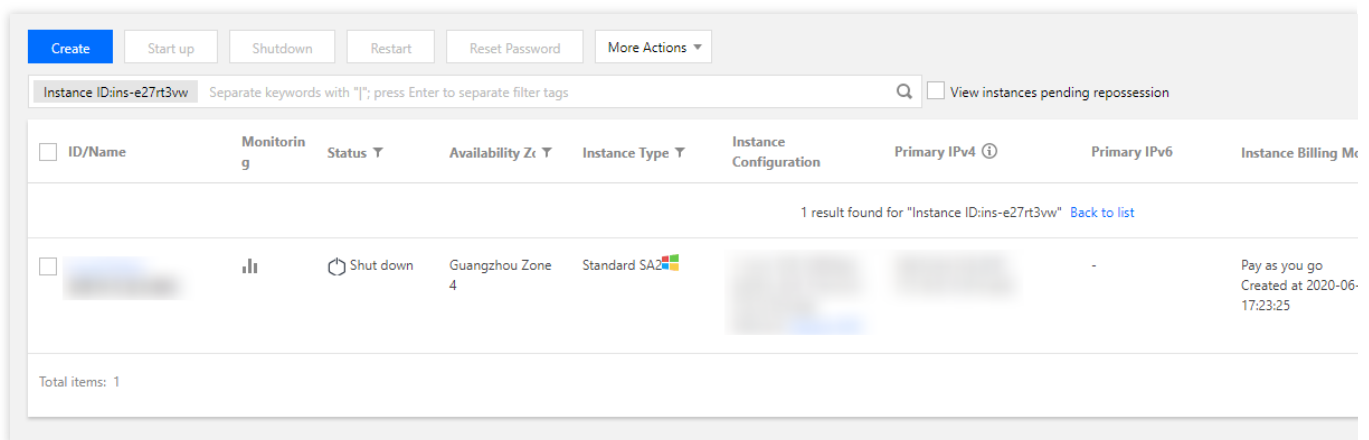 Create Start up Shutdown Restart Reset Password More Actions
Instance ID:ins-e27rt3vw Separate keywords with "|"; press Enter to separate filter tags View instances pending repossession
ID/Name Monitorin Status Availability Zc Instance Type Instance Primary IPv4 Primary IPv6 Instance Billing Mo
g Configuration
1 result found for "Instance ID:ins-e27rt3vw" Back to list
Shut down Guangzhou Zone Standard SA2 - Pay as you go
4 Created at 2020-06-
17:23:25
Total items: 1